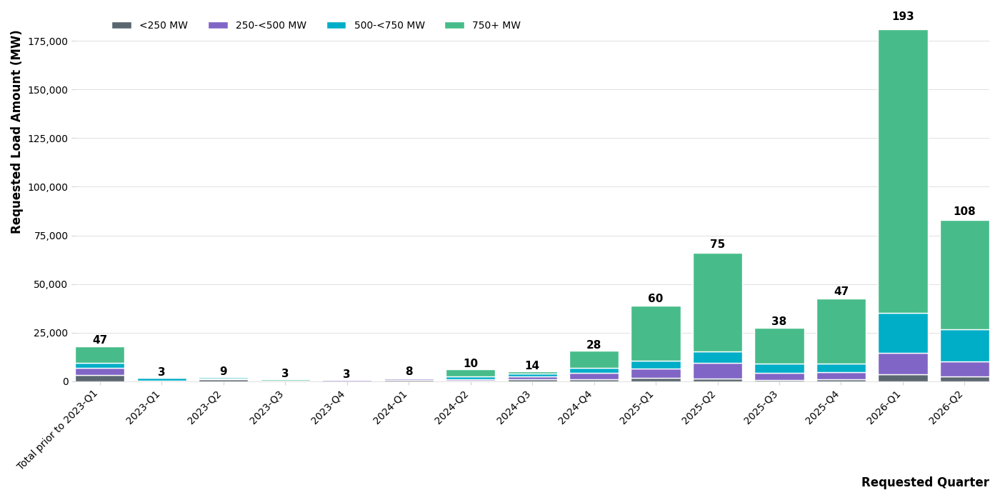 <250 MW 250-<500 MW 500-<750 MW 750+ MW
Requested Load Amount (MW)
175,000
150,000
125,000
100,000
75,000
50,000
25,000
0
47
3
9
3
3
8
10
14
28
60
75
38
47
193
108
Total prior to 2023-Q1
2023-Q1
2023-Q2
2023-Q3
2023-Q4
2024-Q1
2024-Q2
2024-Q3
2024-Q4
2025-Q1
2025-Q2
2025-Q3
2025-Q4
2026-Q1
2026-Q2
Requested Quarter